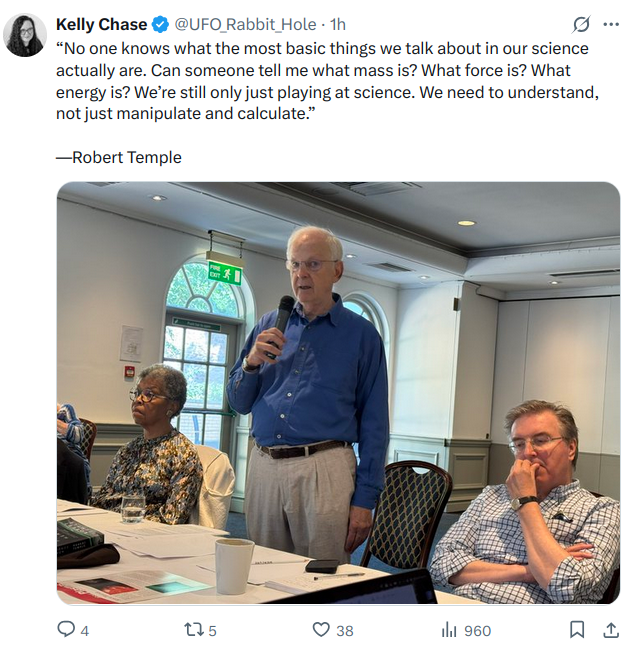 Kelly Chase @UFO_Rabbit_Hole · 1h
“No one knows what the most basic things we talk about in our science
actually are. Can someone tell me what mass is? What force is? What
energy is? We’re still only just playing at science. We need to understand,
not just manipulate and calculate.”
—Robert Temple
FIRE
EXIT
4 5 38 960